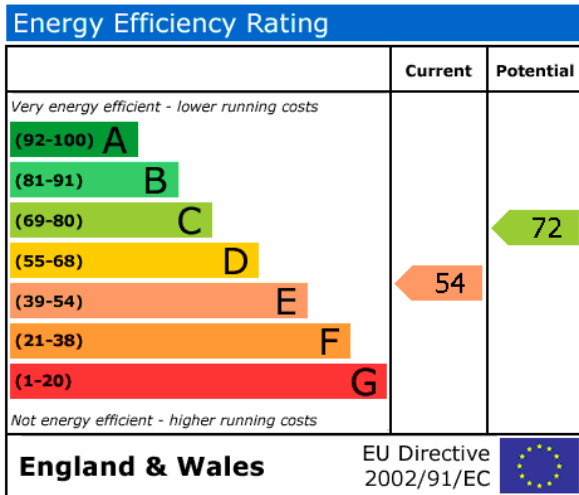 Energy Efficiency Rating
Current Potential
Very energy efficient - lower running costs
(92-100) A
(81-91) B
(69-80) C
72
(55-68) D
(39-54) E
54
(21-38) F
(1-20) G
Not energy efficient - higher running costs
England & Wales
EU Directive
2002/91/EC